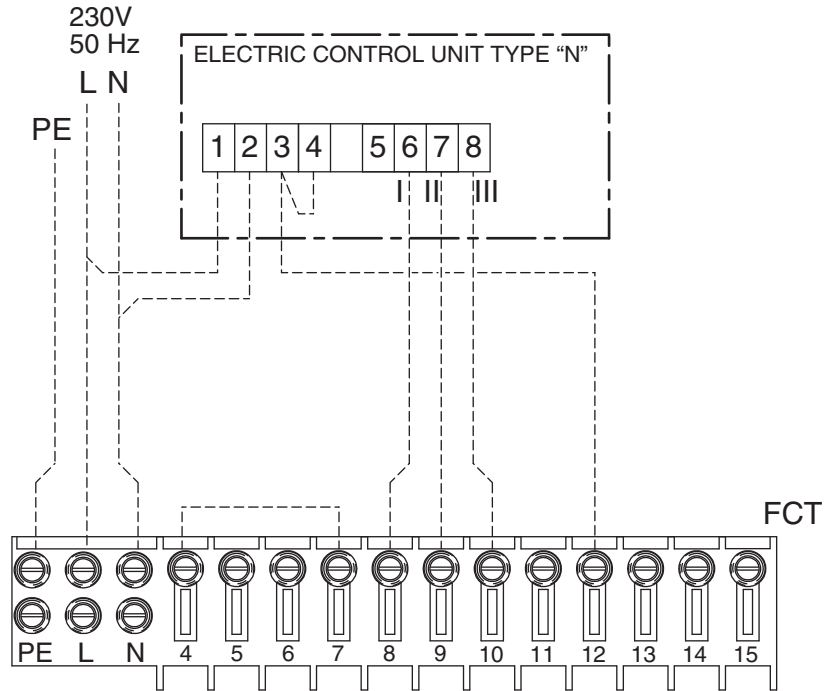 230V
50 Hz
L N
PE
ELECTRIC CONTROL UNIT TYPE “N”
1 2 3 4 5 6 7 8
I II III
FCT
PE L N 4 5 6 7 8 9 10 11 12 13 14 15